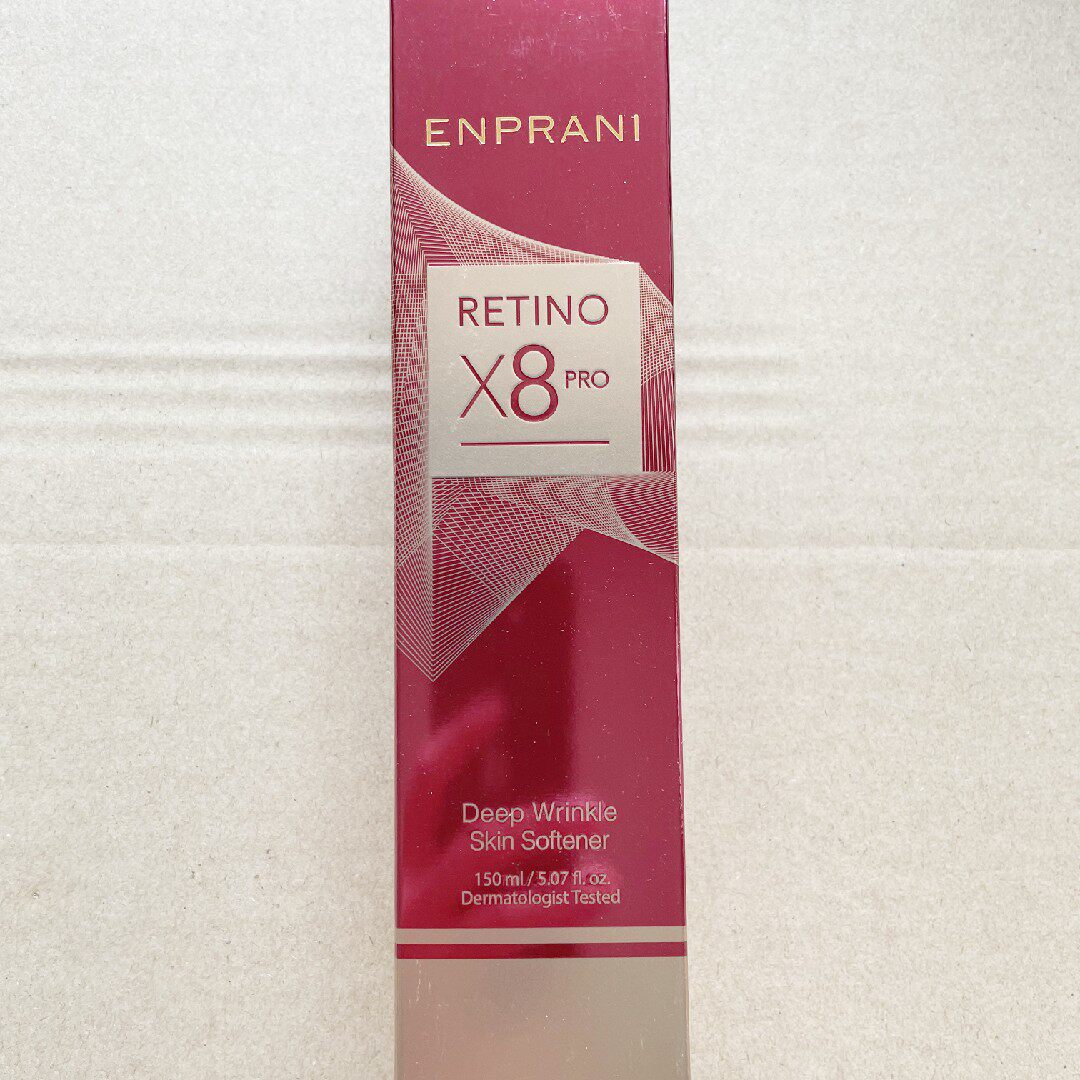 ENPRANI
RETINO
X8 PRO
Deep Wrinkle
Skin Softener
150 ml / 5.07 fl. oz.
Dermatologist Tested